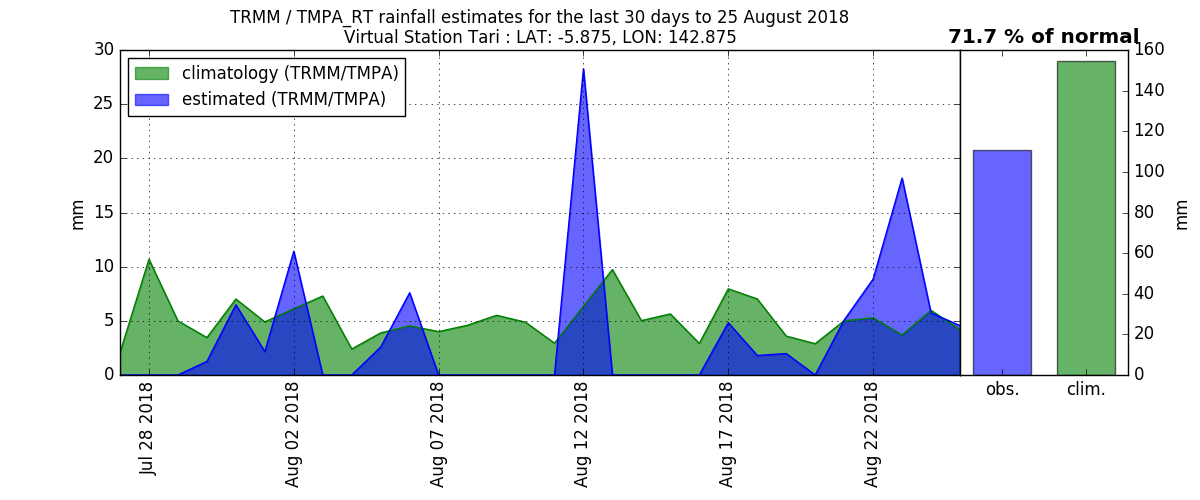 TRMM / TMPA_RT rainfall estimates for the last 30 days to 25 August 2018
Virtual Station Tari : LAT: -5.875, LON: 142.875
71.7 % of normal
climatology (TRMM/TMPA)
estimated (TRMM/TMPA)
mm
30
25
20
15
10
5
0
Jul 28 2018
Aug 02 2018
Aug 07 2018
Aug 12 2018
Aug 17 2018
Aug 22 2018
160
140
120
100
80
60
40
20
0
mm
obs.
clim.